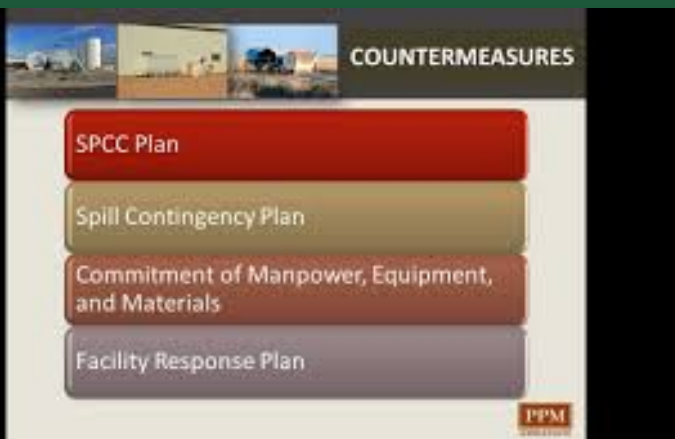 COUNTERMEASURES
SPCC Plan
Spill Contingency Plan
Commitment of Manpower, Equipment,
and Materials
Facility Response Plan
PPM